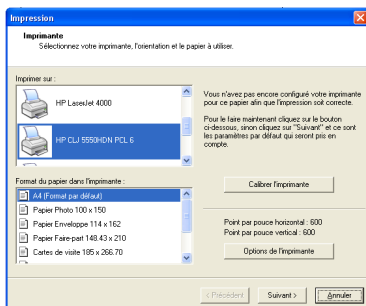 Impression
Imprimante
Sélectionnez votre imprimante, l'orientation et le papier à utiliser.
Imprimer sur :
HP LaserJet 4000
HP CLJ 5550HDN PCL 6
Vous n'avez pas encore configuré votre imprimante
pour ce papier afin que l'impression soit correcte.
Pour le faire maintenant cliquez sur le bouton
ci-dessous, sinon cliquez sur "Suivant" et ce sont
les paramètres par défaut qui seront pris en
compte.
Format du papier dans l'imprimante :
A4 (Format par défaut)
Papier Photo 100 x 150
Papier Enveloppe 114 x 162
Papier Faire-part 148.43 x 210
Cartes de visite 185 x 266.70
Calibrer l'imprimante
Point par pouce horizontal : 600
Point par pouce vertical : 600
Options de l'imprimante
< Précédent
Suivant >
Annuler